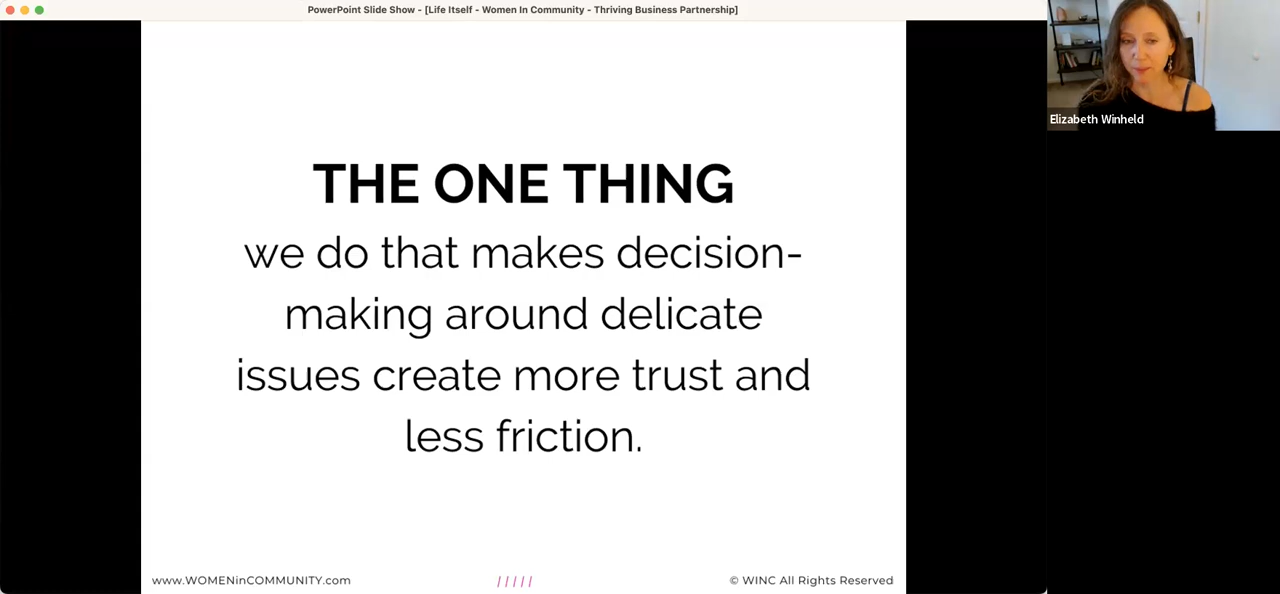 PowerPoint Slide Show - [Life Itself - Women In Community - Thriving Business Partnership]
Elizabeth Winheld
THE ONE THING
we do that makes decision-
making around delicate
issues create more trust and
less friction.
www.WOMENinCOMMUNITY.com
/ / / / /
© WINC All Rights Reserved